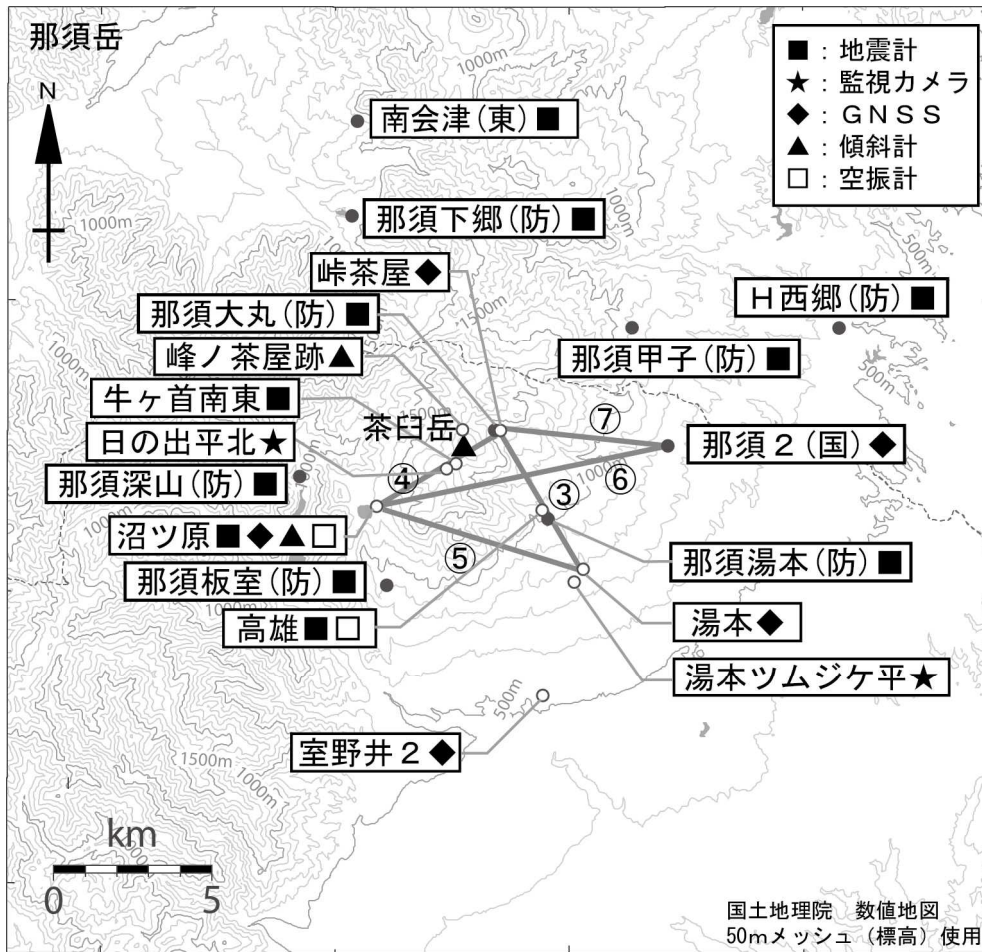 那須岳
N
■：地震計
★：監視カメラ
◆：ＧＮＳＳ
▲：傾斜計
□：空振計
1000m
南会津(東)■
那須下郷(防)■
1000m
500m
峠茶屋◆
Ｈ西郷(防)■
那須大丸(防)■
1500m
峰ノ茶屋跡▲
那須甲子(防)■
牛ヶ首南東■
茶臼岳
⑦
日の出平北★
那須２(国)◆
那須深山(防)■
④
⑥
1000m
③
沼ツ原■◆▲□
⑤
那須湯本(防)■
那須板室(防)■
1000m
高雄■□
湯本◆
湯本ツムジケ平★
500m
室野井２◆
1500m
1000m
km
0
5
国土地理院　数値地図
50mメッシュ（標高）使用